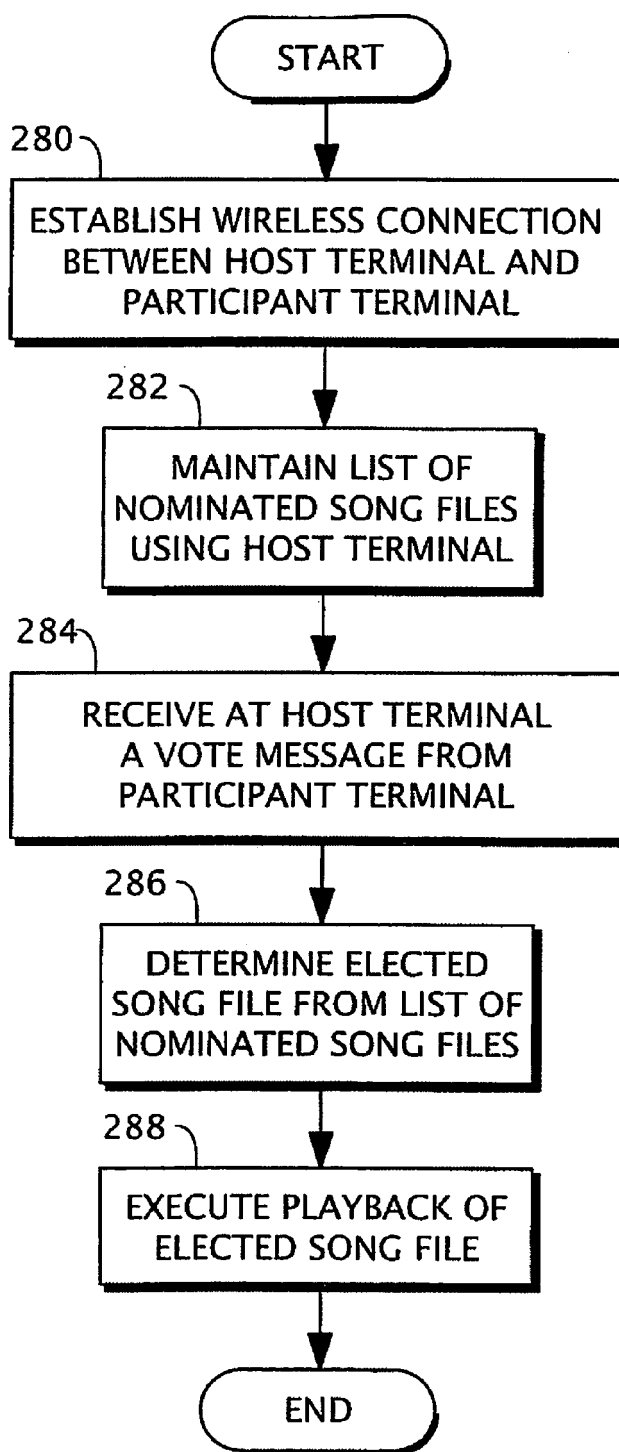 START
280
ESTABLISH WIRELESS CONNECTION
BETWEEN HOST TERMINAL AND
PARTICIPANT TERMINAL
282
MAINTAIN LIST OF
NOMINATED SONG FILES
USING HOST TERMINAL
284
RECEIVE AT HOST TERMINAL
A VOTE MESSAGE FROM
PARTICIPANT TERMINAL
286
DETERMINE ELECTED
SONG FILE FROM LIST OF
NOMINATED SONG FILES
288
EXECUTE PLAYBACK OF
ELECTED SONG FILE
END